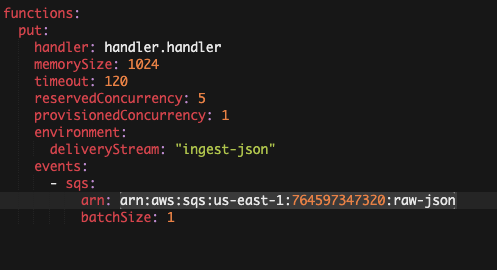 functions:
  put:
    handler: handler.handler
    memorySize: 1024
    timeout: 120
    reservedConcurrency: 5
    provisionedConcurrency: 1
    environment:
      deliveryStream: "ingest-json"
    events:
      - sqs:
          arn: arn:aws:sqs:us-east-1:764597347320:raw-json
          batchSize: 1